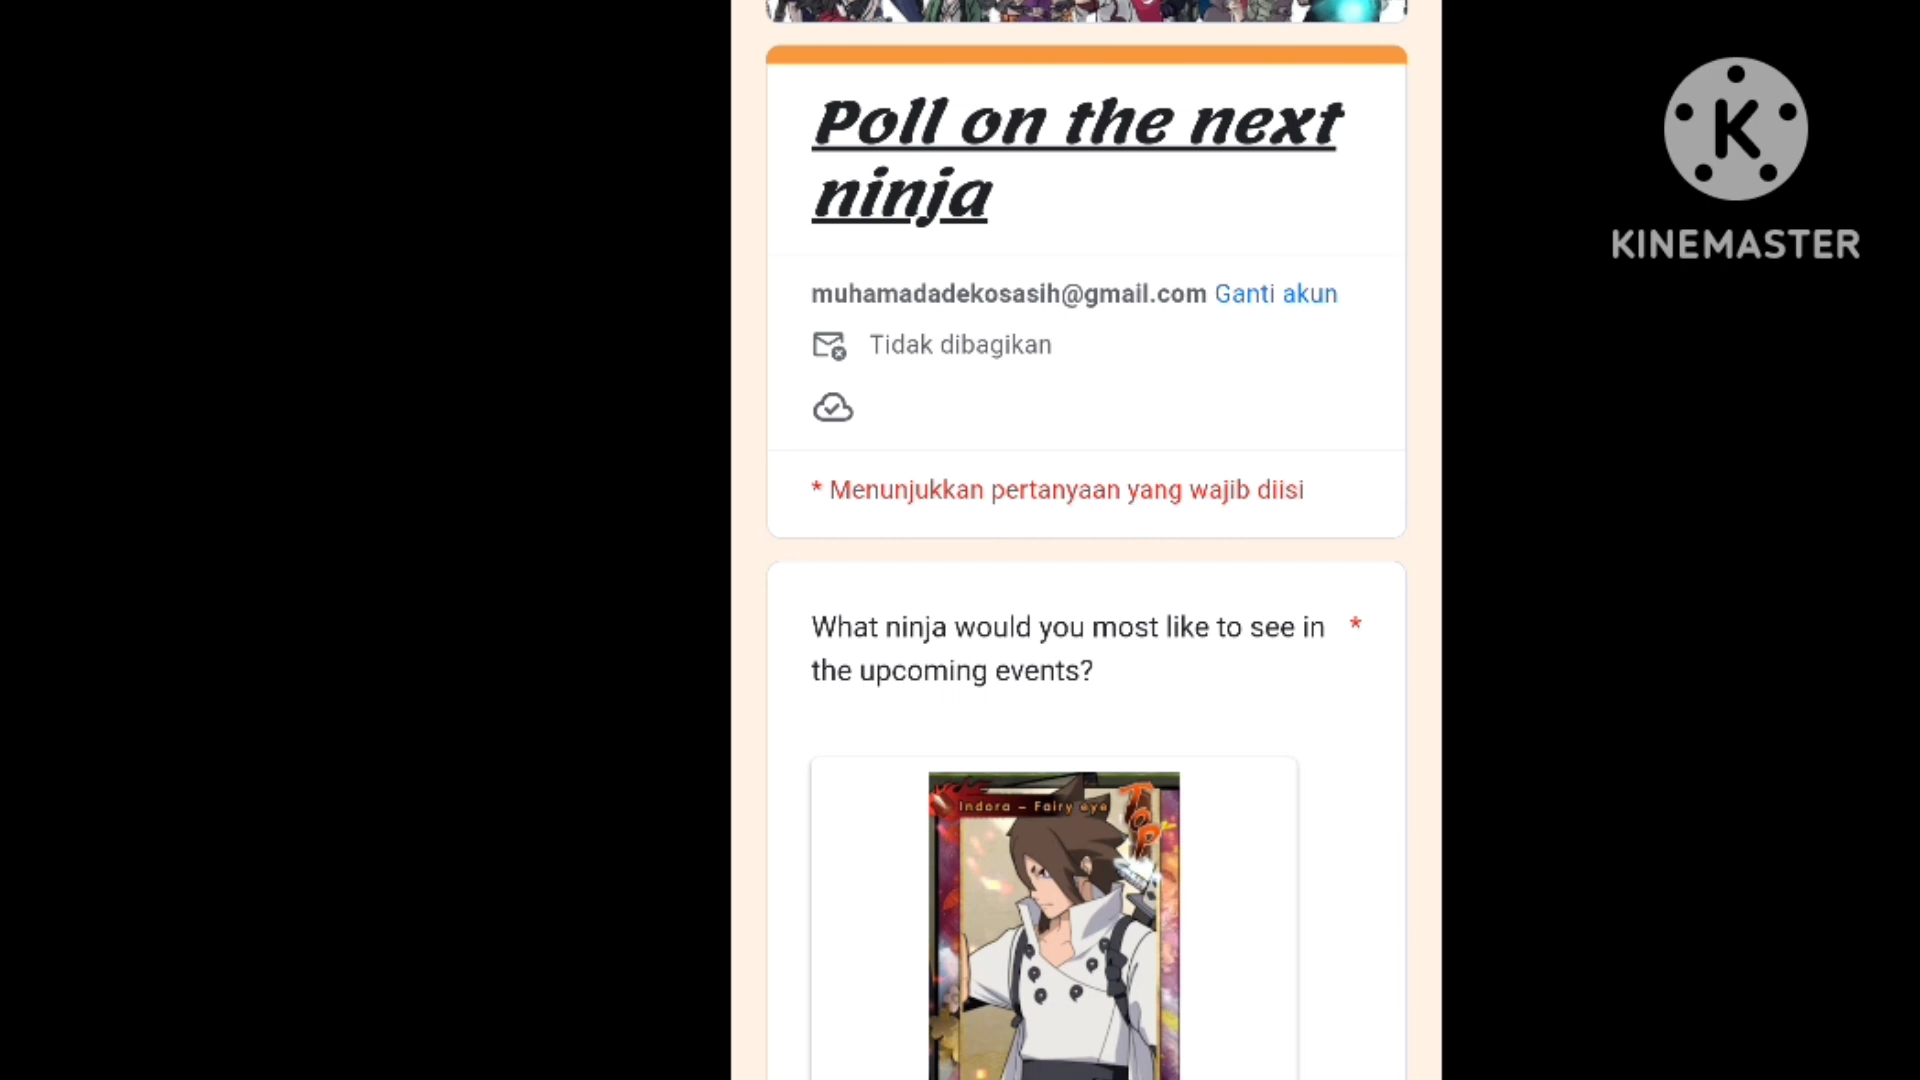 Poll on the next
ninja
muhamadadekosasih@gmail.com Ganti akun
Tidak dibagikan
* Menunjukkan pertanyaan yang wajib diisi
What ninja would you most like to see in *
the upcoming events?
Indora - Fairy eye
TOP
K
KINEMASTER